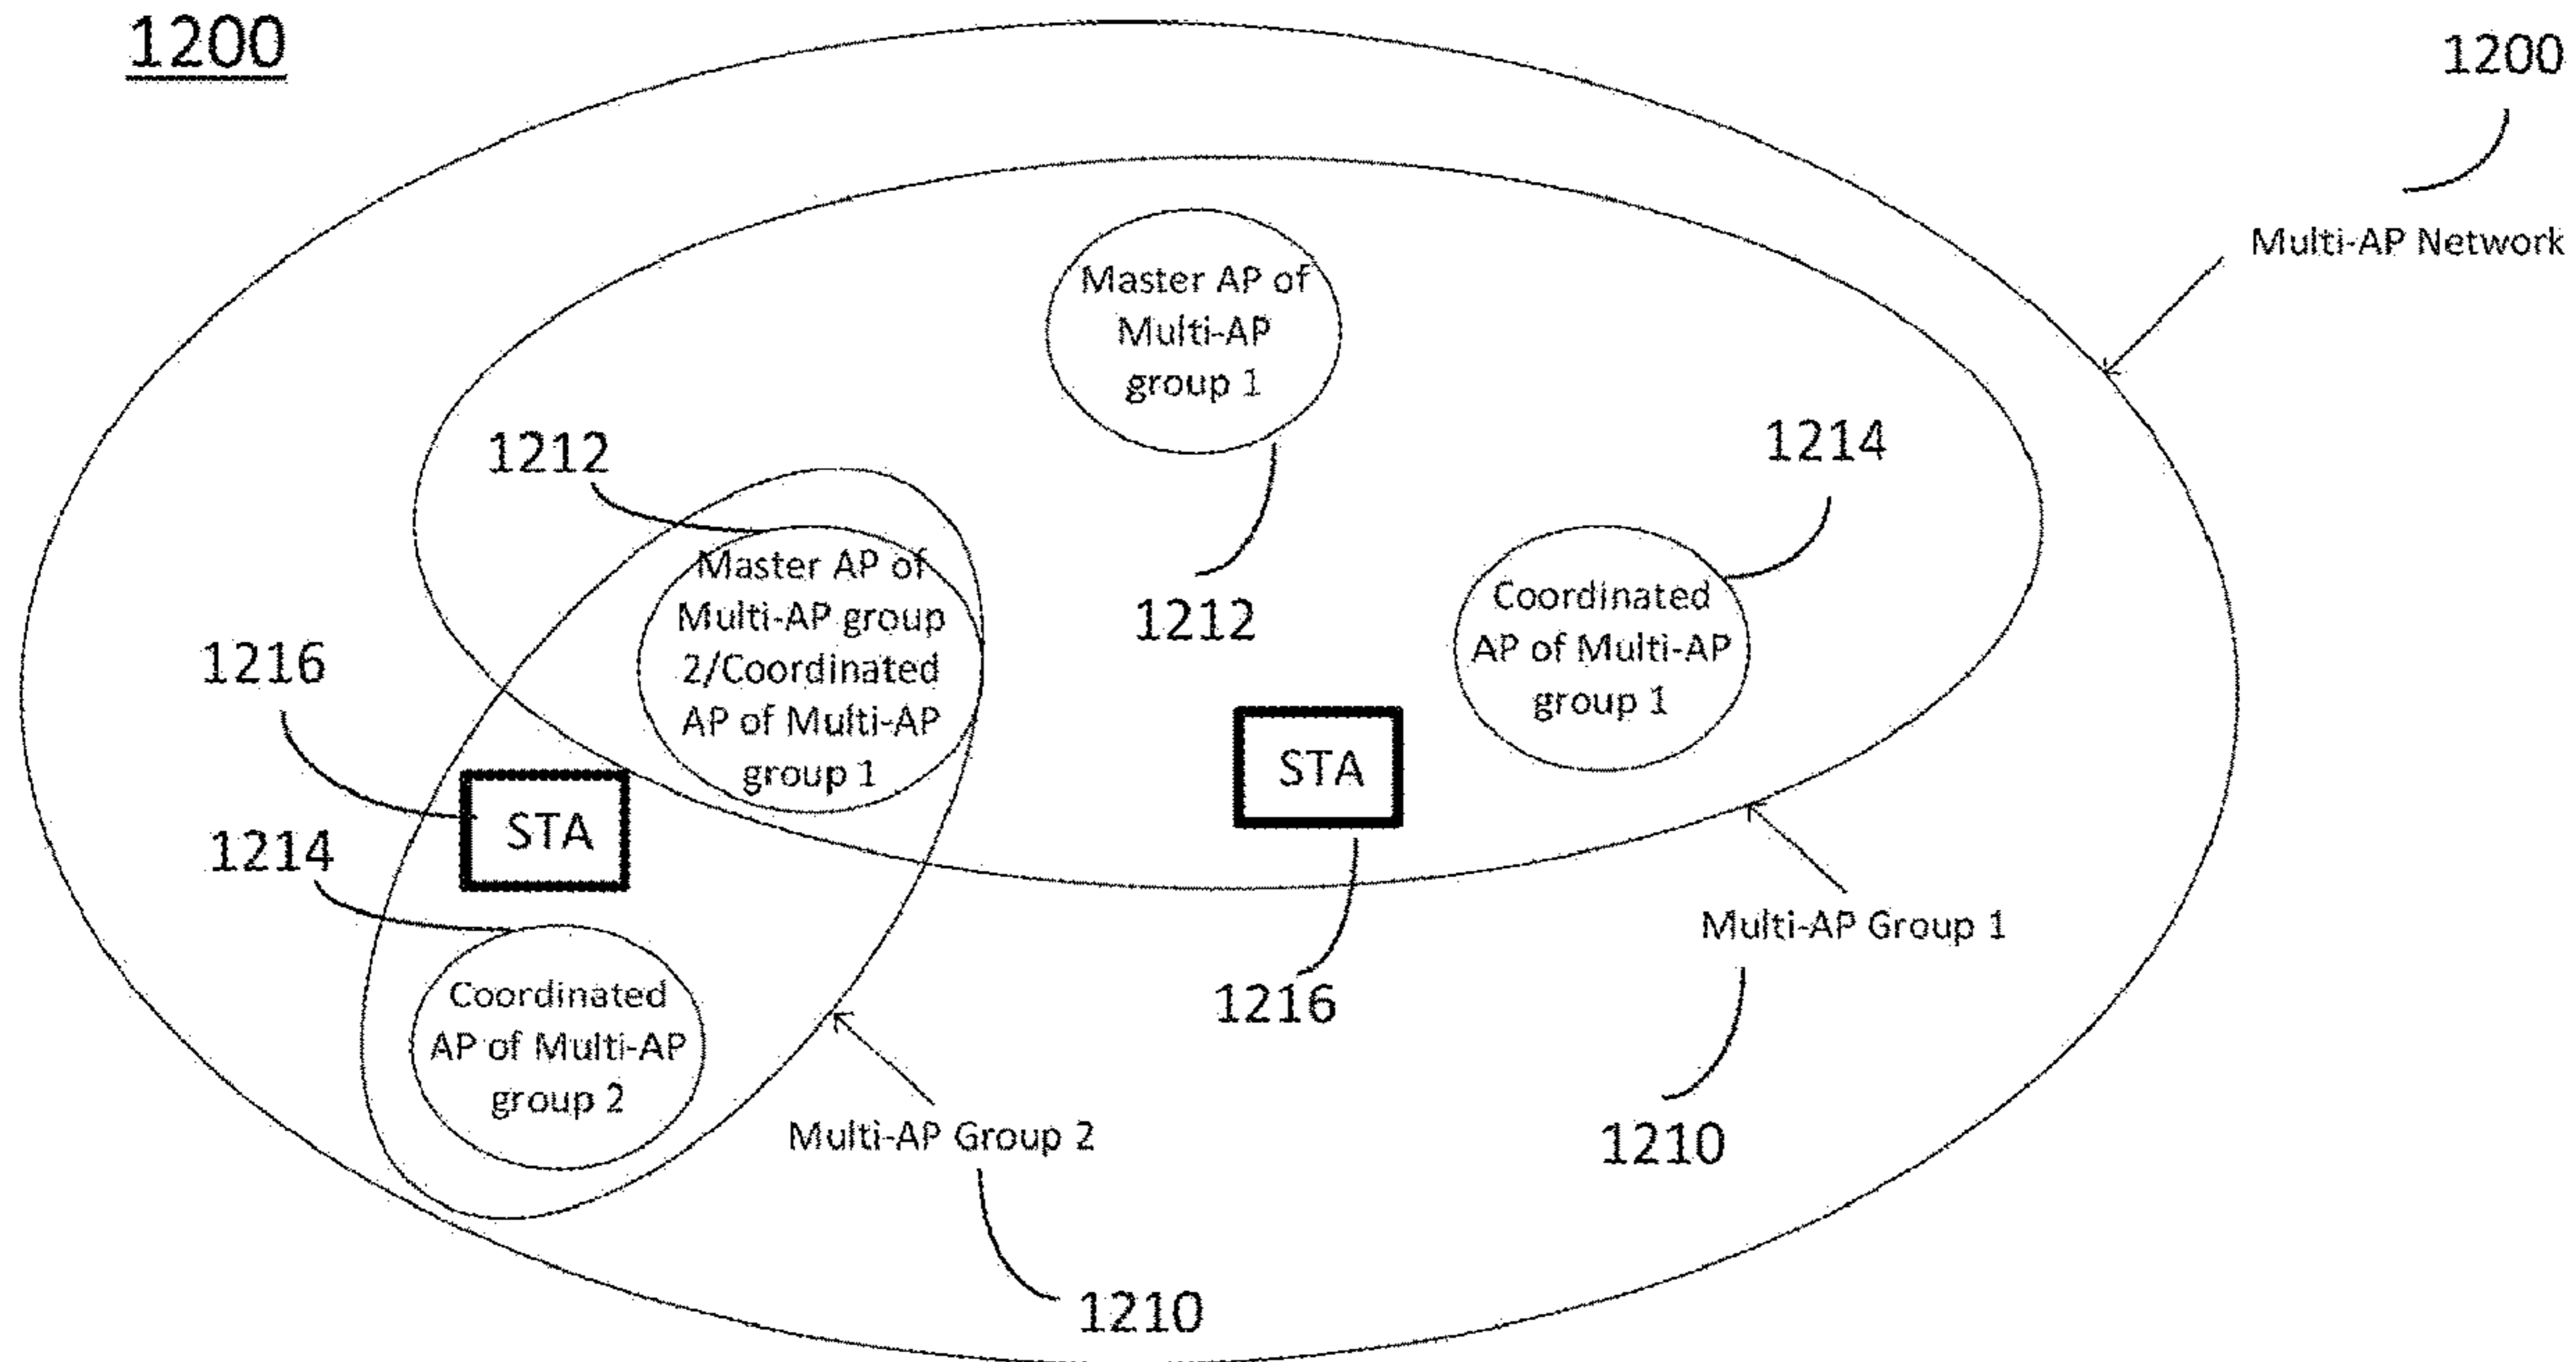 1200
1200
Multi-AP Network
Master AP of
Multi-AP
group 1
1212
1214
1212
Master AP of
Multi-AP group
2/Coordinated
AP of Multi-AP
group 1
Coordinated
AP of Multi-AP
group 1
1216
STA
STA
1214
Multi-AP Group 1
1216
Coordinated
AP of Multi-AP
group 2
Multi-AP Group 2
1210
1210